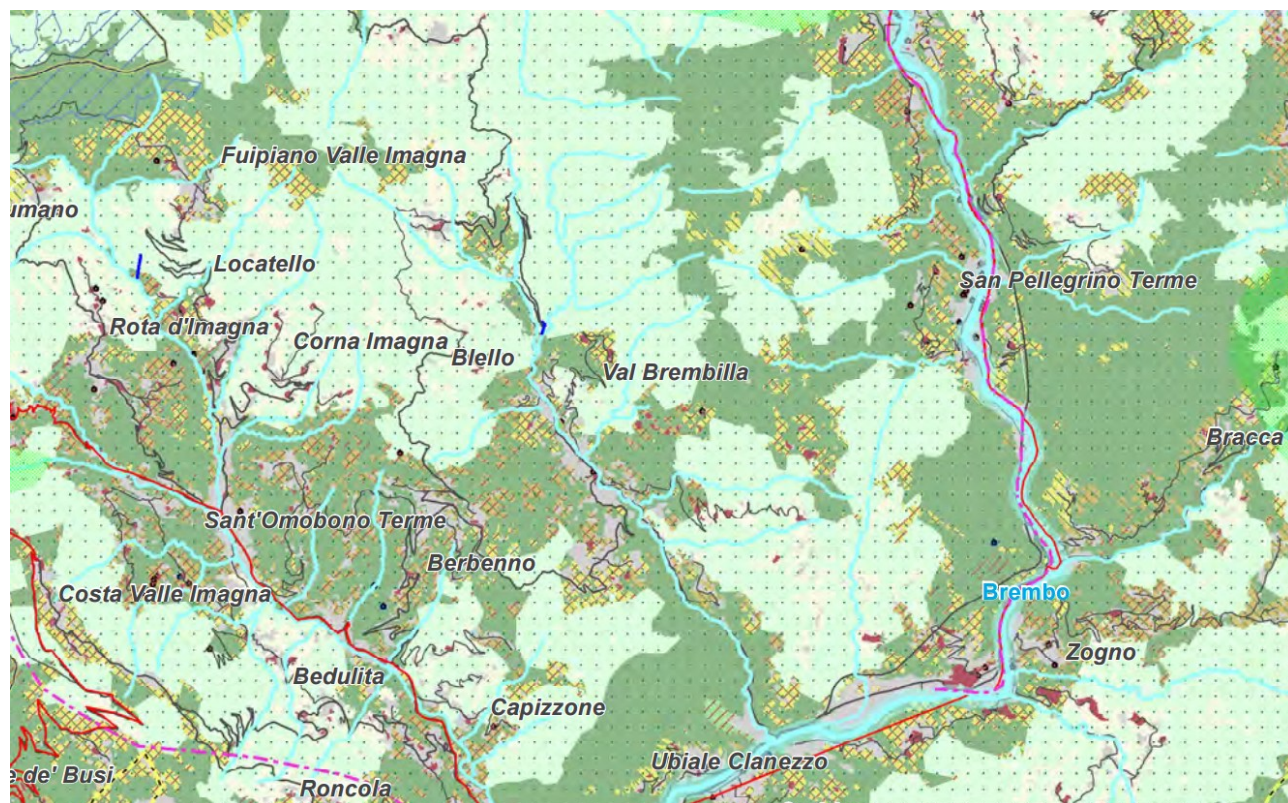 Fuipiano Valle Imagna
umano
Locatello
San Pellegrino Terme
Rota d'Imagna
Corna Imagna
Blello
Val Brembilla
Bracca
Sant'Omobono Terme
Berbenno
Costa Valle Imagna
Brembo
Zogno
Bedulita
Capizzone
Ubiale Clanezzo
e de' Busi
Roncola